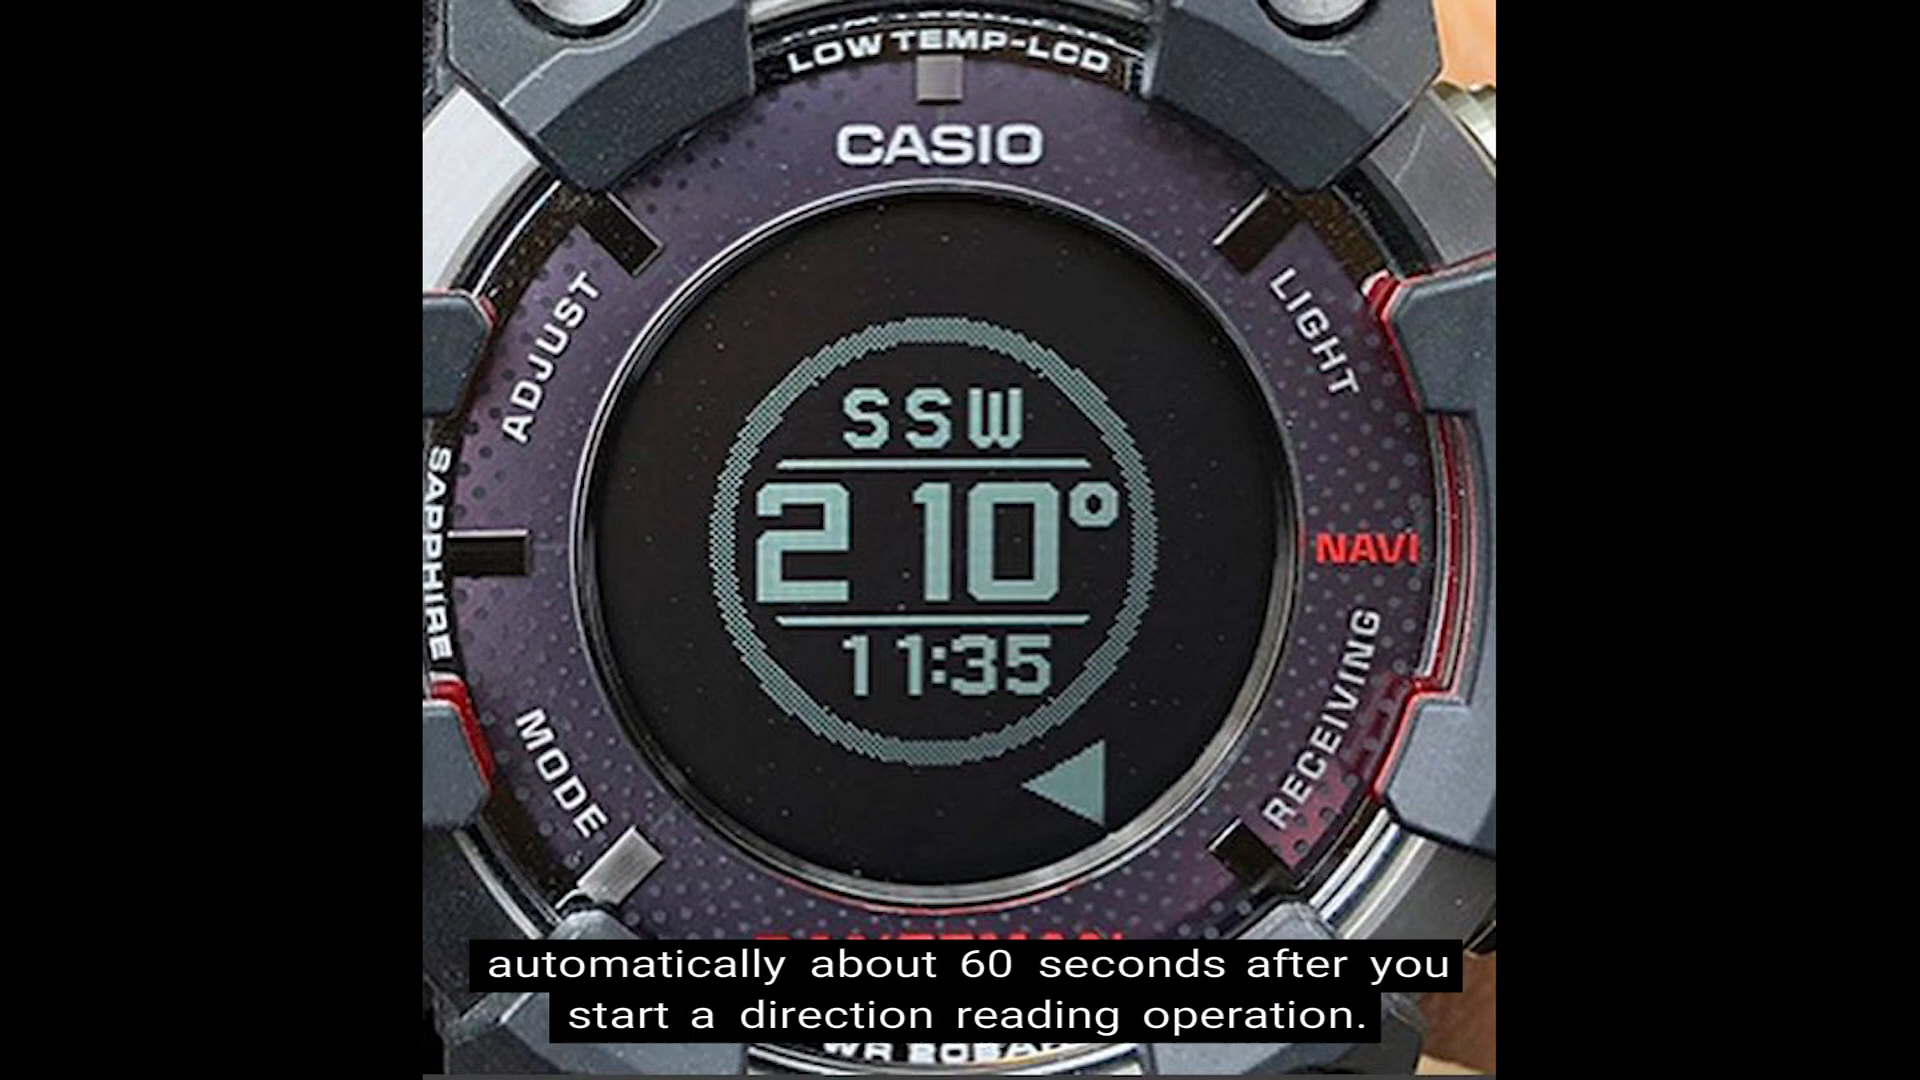 LOW TEMP-LCD
CASIO
ADJUST
LIGHT
SAPPHIRE
SSW
210°
11:35
NAVI
MODE
RECEIVING
automatically about 60 seconds after you
start a direction reading operation.